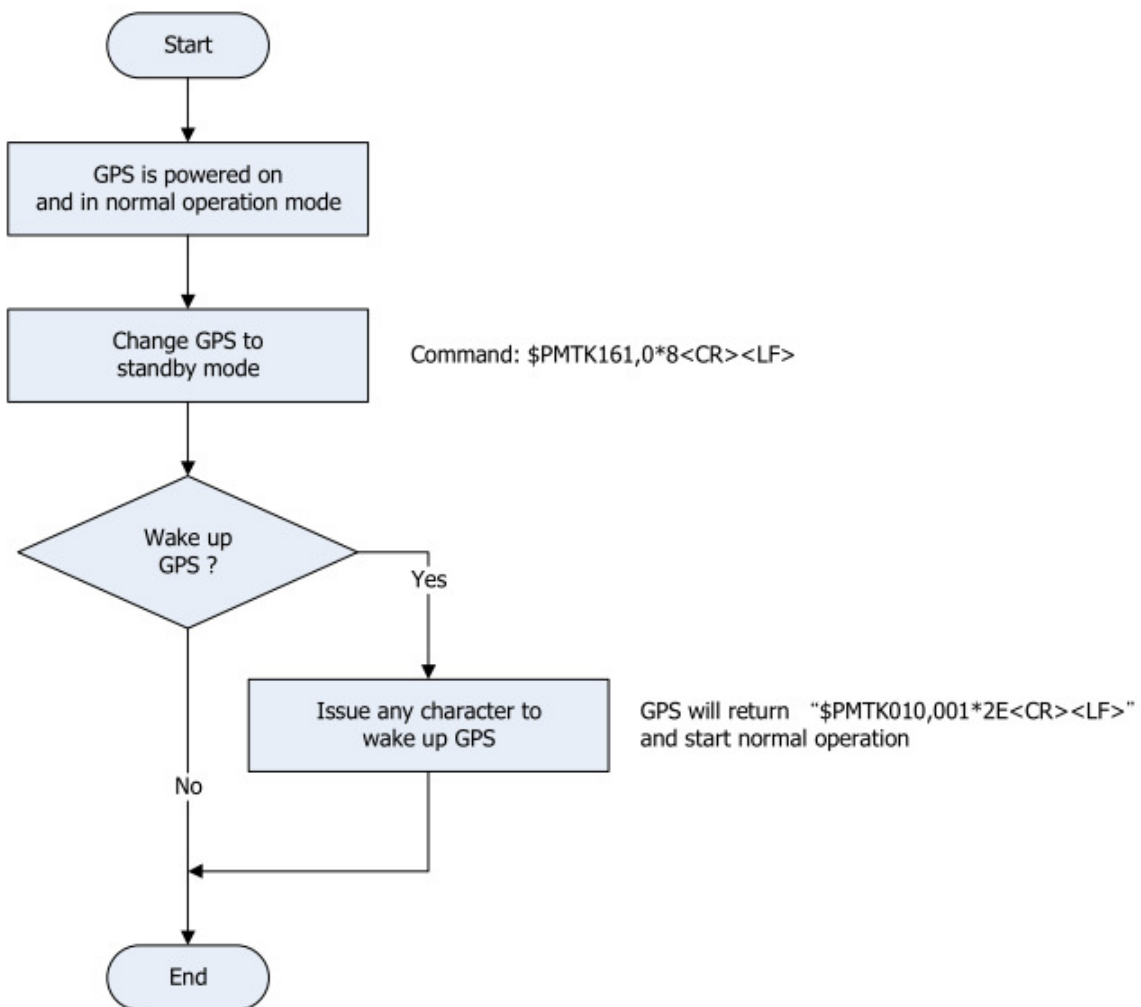 Start
GPS is powered on
and in normal operation mode
Change GPS to
standby mode
Command: $PMTK161,0*8<CR><LF>
Wake up
GPS ?
Yes
Issue any character to
wake up GPS
GPS will return "$PMTK010,001*2E<CR><LF>"
and start normal operation
No
End